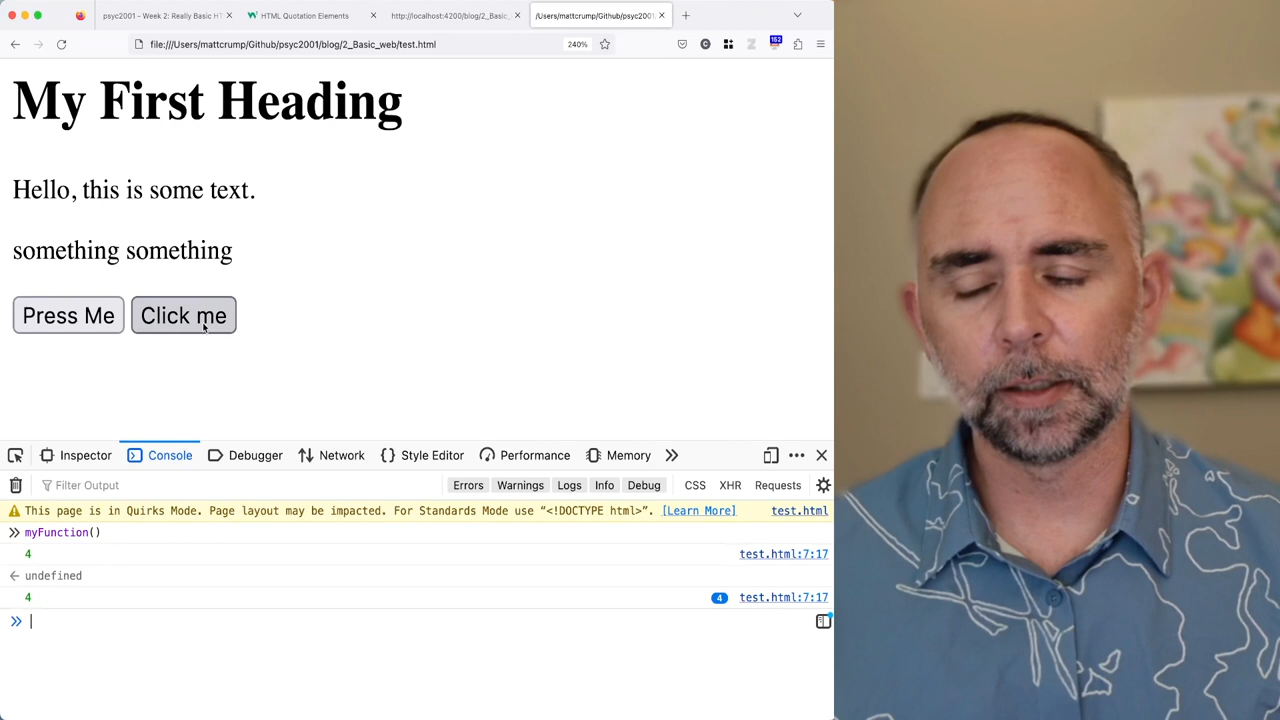 psyc2001 - Week 2: Really Basic HT
HTML Quotation Elements
http://localhost:4200/blog/2_Basic_
/Users/mattcrump/Github/psyc2001
file:///Users/mattcrump/Github/psyc2001/blog/2_Basic_web/test.html
240%
152
My First Heading
Hello, this is some text.
something something
Press Me Click me
Inspector Console Debugger Network Style Editor Performance Memory
Filter Output Errors Warnings Logs Info Debug CSS XHR Requests
This page is in Quirks Mode. Page layout may be impacted. For Standards Mode use “<!DOCTYPE html>”. [Learn More] test.html
myFunction()
4 test.html:7:17
undefined
4 4 test.html:7:17